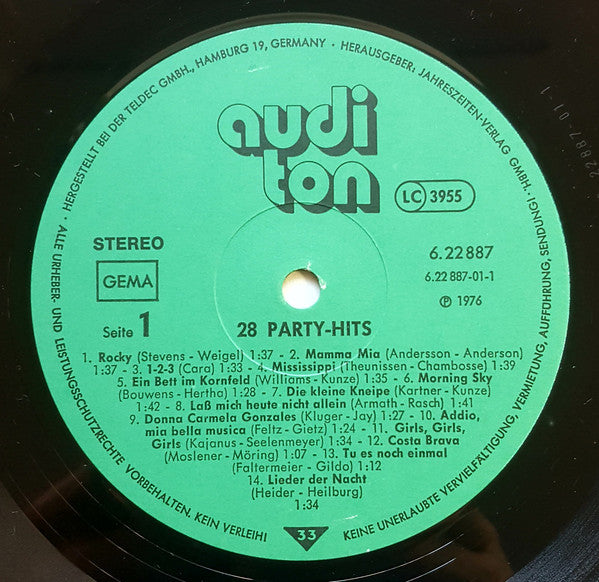 · HERGESTELLT BEI DER TELDEC GMBH., HAMBURG 19, GERMANY · HERAUSGEBER: JAHRESZEITEN-VERLAG GMBH.
· ALLE URHEBER- UND LEISTUNGSSCHUTZRECHTE VORBEHALTEN. KEIN VERLEIH! KEINE UNERLAUBTE VERVIELFÄLTIGUNG, VERMIETUNG, AUFFÜHRUNG, SENDUNG!
audi
ton
LC 3955
STEREO
6.22 887
GEMA
6.22 887-01-1
Ⓟ 1976
Seite 1
28 PARTY-HITS
1. Rocky (Stevens - Weigel) 1:37 - 2. Mamma Mia (Andersson - Anderson)
1:37 - 3. 1-2-3 (Cara) 1:33 - 4. Mississippi (Theunissen - Chambosse) 1:39
5. Ein Bett im Kornfeld (Williams - Kunze) 1:35 - 6. Morning Sky
(Bouwens - Hertha) 1:28 - 7. Die kleine Kneipe (Kartner - Kunze)
1:42 - 8. Laß mich heute nicht allein (Armath - Rasch) 1:41
9. Donna Carmela Gonzales (Kluger - Jay) 1:27 - 10. Addio,
mia bella musica (Feltz - Gietz) 1:24 - 11. Girls, Girls,
Girls (Kajanus - Seelenmeyer) 1:34 - 12. Costa Brava
(Moslener - Möring) 1:07 - 13. Tu es noch einmal
(Faltermeier - Gildo) 1:12
14. Lieder der Nacht
(Heider - Heilburg)
1:34
33
22887-01-1